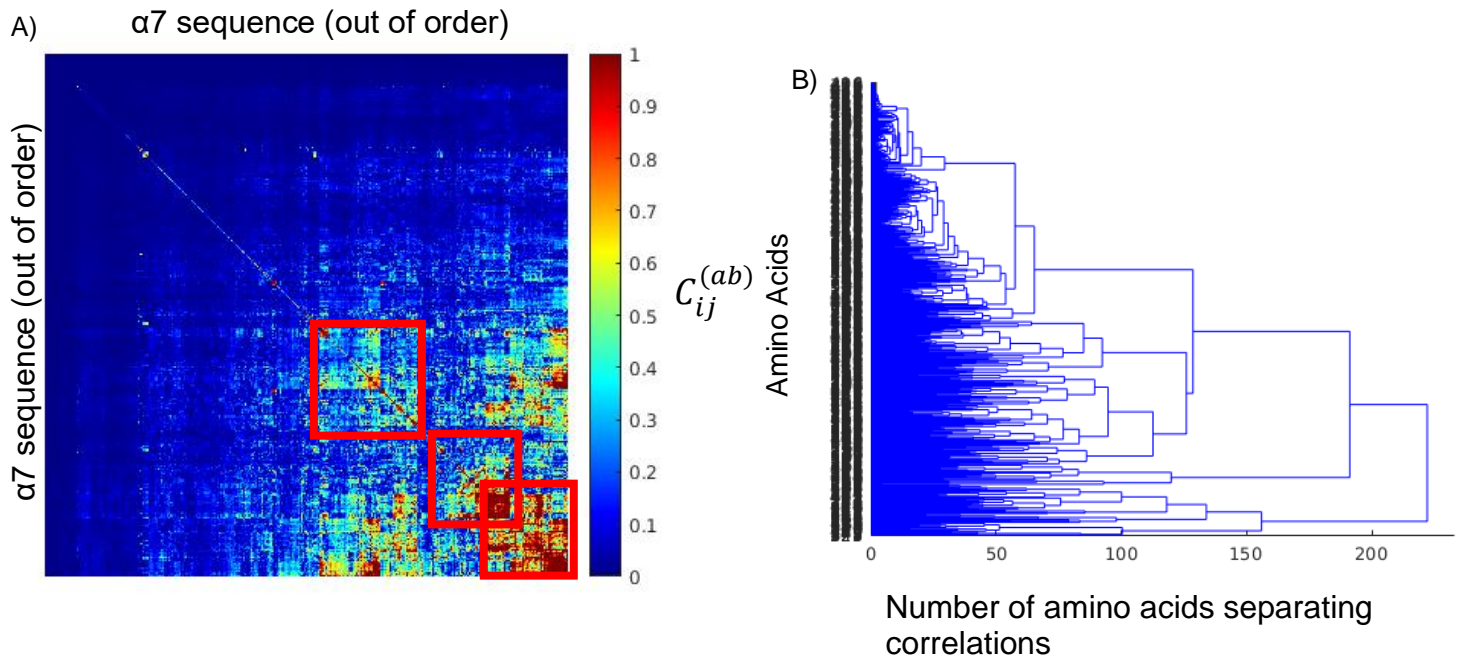 A)
α7 sequence (out of order)
α7 sequence (out of order)
1
0.9
0.8
0.7
0.6
0.5
0.4
0.3
0.2
0.1
0
C_{ij}^{(ab)}
B)
Amino Acids
0 50 100 150 200
Number of amino acids separating
correlations